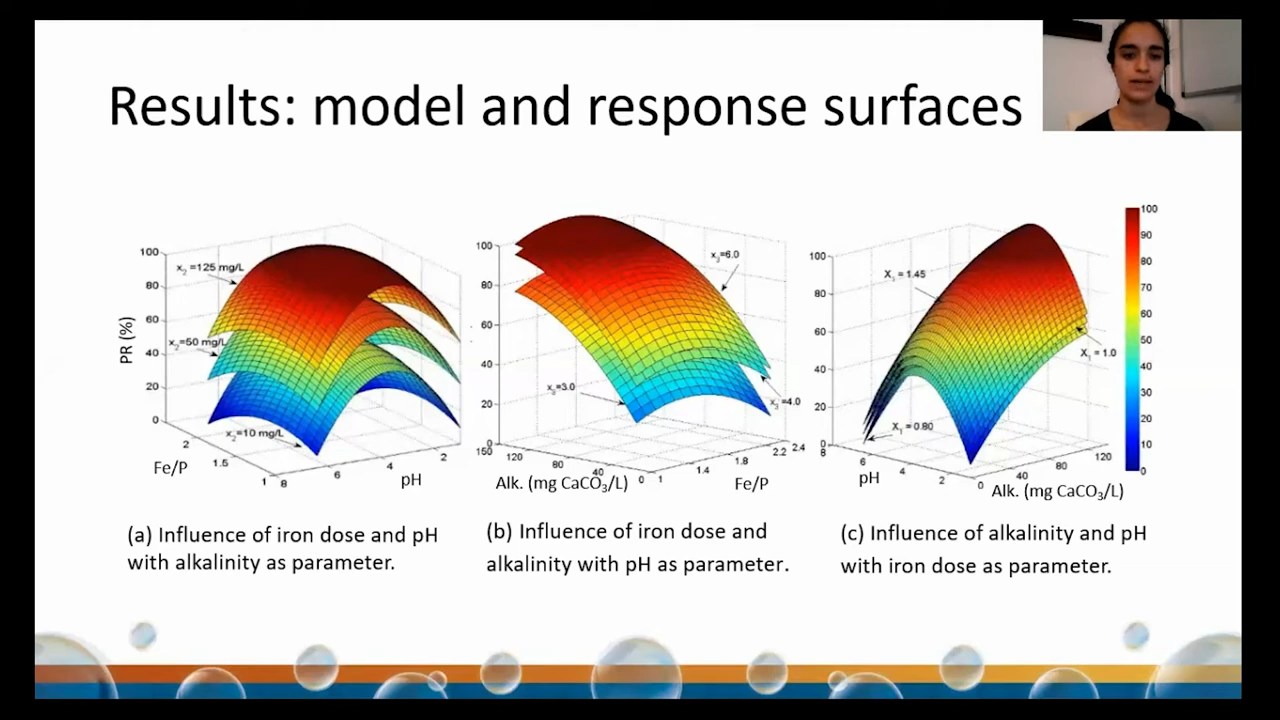 Results: model and response surfaces
100
80
60
40
20
0
PR (%)
x2 =125 mg/L
x2=50 mg/L
x2=10 mg/L
2
1.5
1
Fe/P
8
6
4
2
pH
100
80
60
40
20
0
x3=6.0
x3=3.0
x3=4.0
150
120
80
40
0
Alk. (mg CaCO3/L)
1
1.4
1.8
2.2
2.4
Fe/P
100
80
60
40
20
0
X1 = 1.45
X1 = 1.0
X1 = 0.80
8
6
4
2
pH
0
40
80
120
Alk. (mg CaCO3/L)
100
90
80
70
60
50
40
30
20
10
0
(a) Influence of iron dose and pH
with alkalinity as parameter.
(b) Influence of iron dose and
alkalinity with pH as parameter.
(c) Influence of alkalinity and pH
with iron dose as parameter.